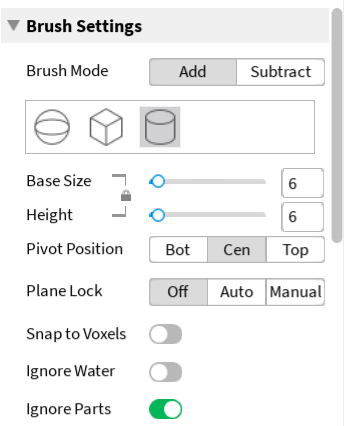 Brush Settings
Brush Mode Add Subtract
Base Size 6
Height 6
Pivot Position Bot Cen Top
Plane Lock Off Auto Manual
Snap to Voxels
Ignore Water
Ignore Parts